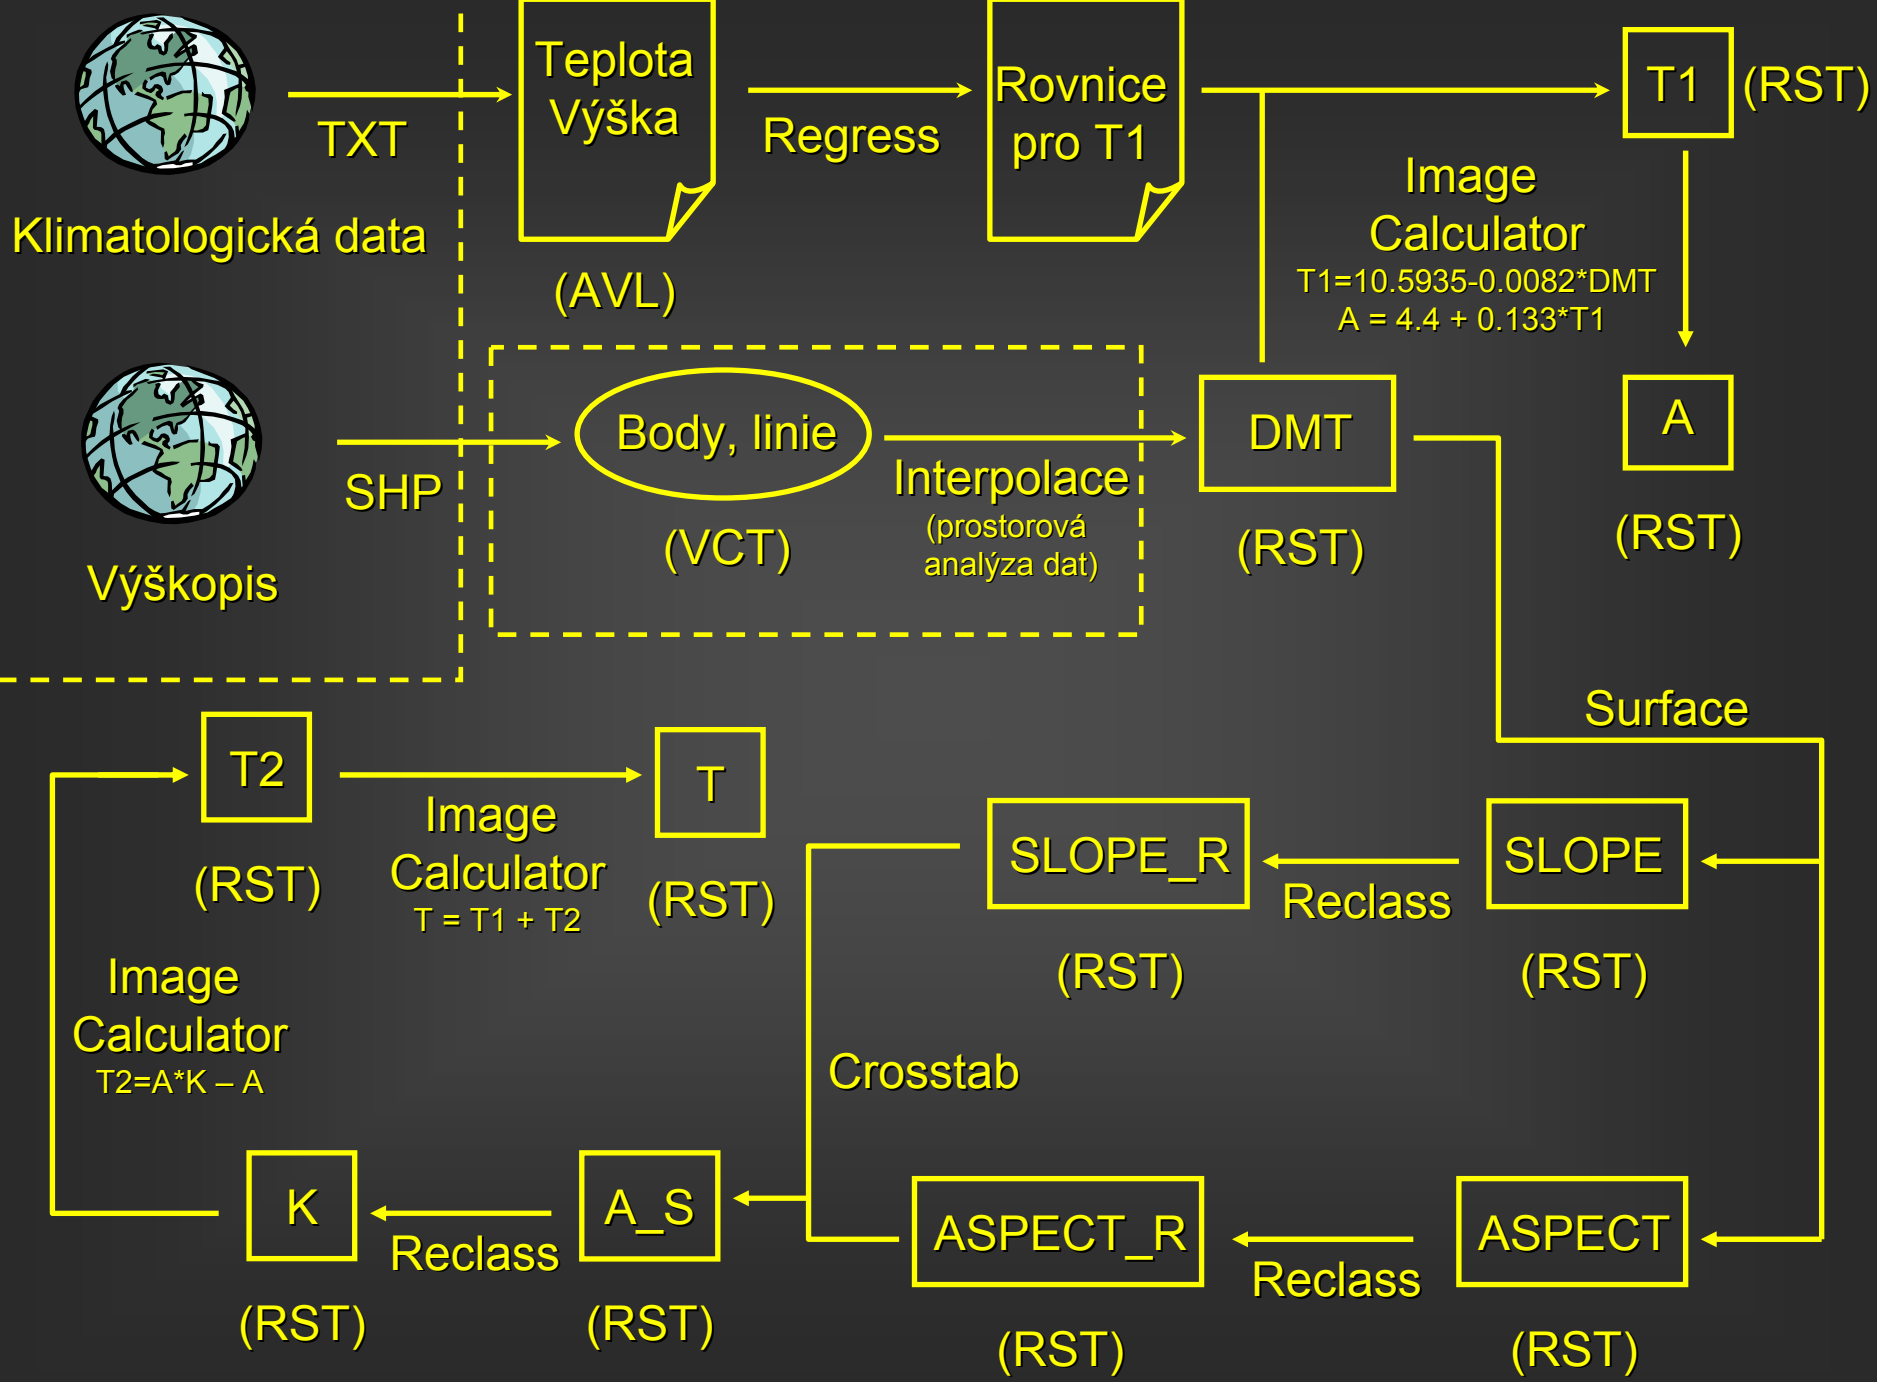 Teplota
Výška
Rovnice
pro T1
T1
(RST)
TXT
Regress
Klimatologická data
(AVL)
Image
Calculator
T1=10.5935-0.0082*DMT
A = 4.4 + 0.133*T1
Body, linie
DMT
A
SHP
Interpolace
(prostorová
analýza dat)
(VCT)
(RST)
(RST)
Výškopis
Surface
T2
T
Image
Calculator
T = T1 + T2
(RST)
(RST)
SLOPE_R
SLOPE
Reclass
(RST)
(RST)
Image
Calculator
T2=A*K – A
Crosstab
K
A_S
ASPECT_R
ASPECT
Reclass
Reclass
(RST)
(RST)
(RST)
(RST)